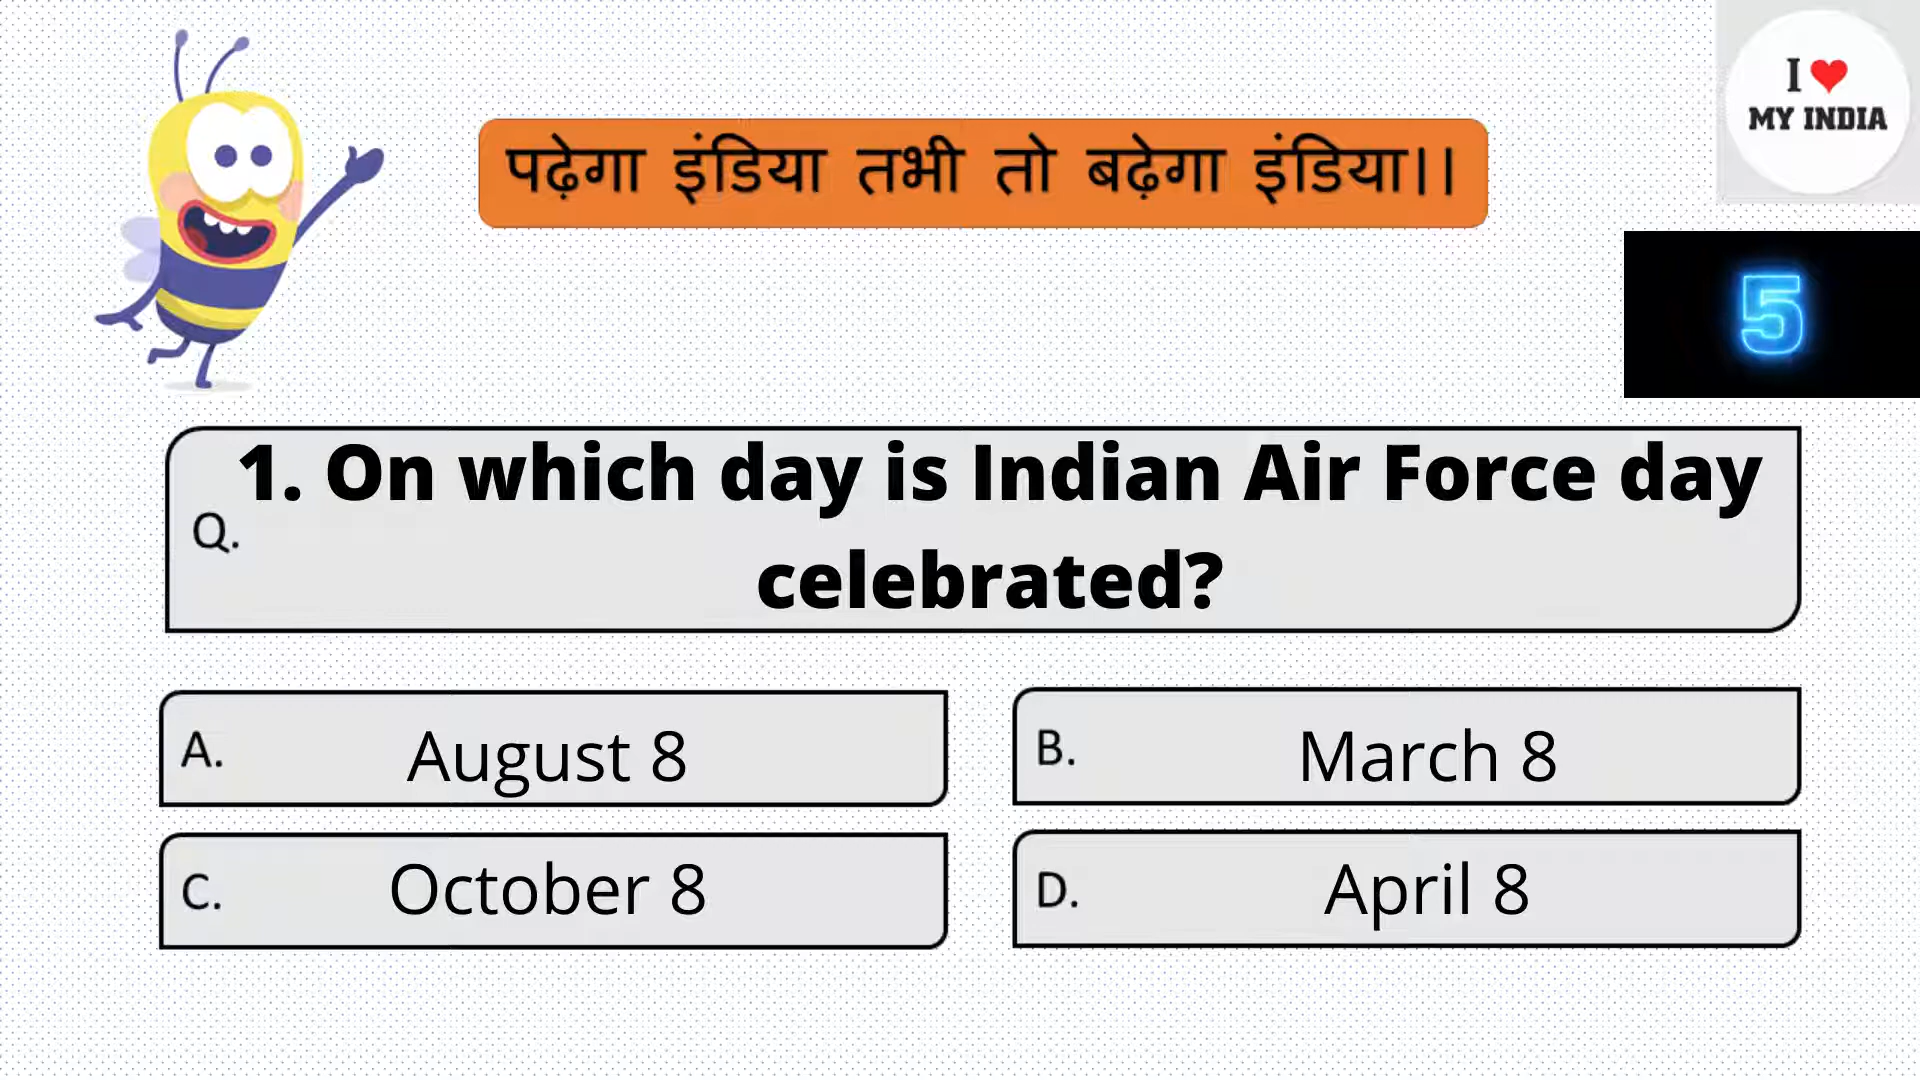 I ❤
MY INDIA
पढ़ेगा इंडिया तभी तो बढ़ेगा इंडिया।।
5
1. On which day is Indian Air Force day
Q.
celebrated?
A. August 8
B. March 8
C. October 8
D. April 8